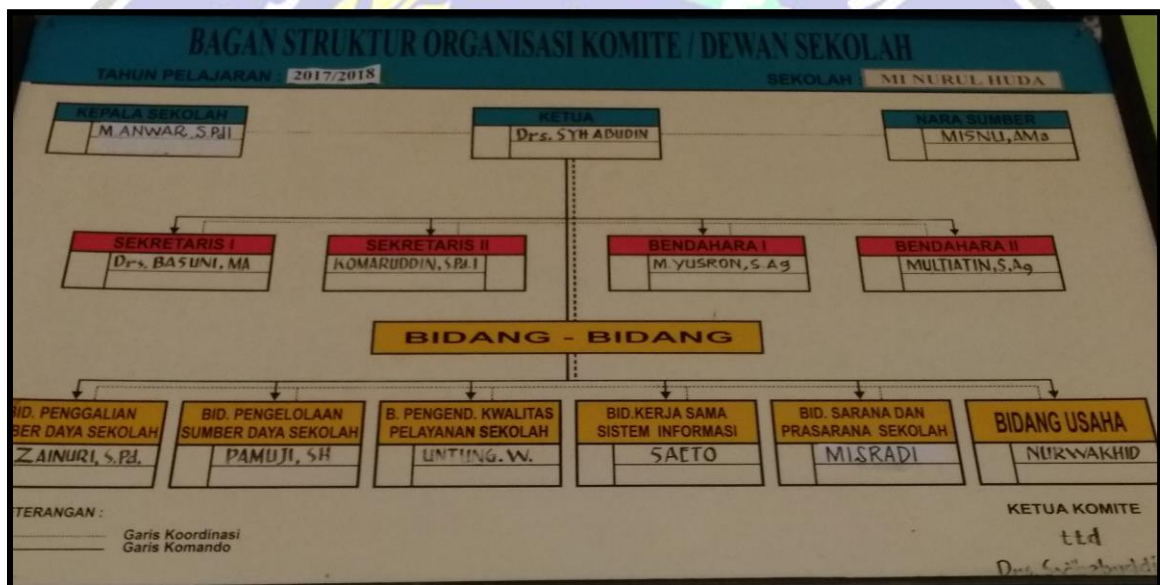 BAGAN STRUKTUR ORGANISASI KOMITE / DEWAN SEKOLAH
TAHUN PELAJARAN : 2017/2018
SEKOLAH : MI NURUL HUDA
KEPALA SEKOLAH
M.ANWAR, S.PdI
KETUA
Drs. SYHABUDIN
NARA SUMBER
MISNU, AMa
SEKRETARIS I
Drs. BASUNI, MA
SEKRETARIS II
KOMARUDDIN, S.Pd.I
BENDAHARA I
M. YUSRON, S.Ag
BENDAHARA II
MULTIATIN, S.Ag
BIDANG - BIDANG
BID. PENGGALIAN
BER DAYA SEKOLAH
ZAINURI, S.Pd.
BID. PENGELOLAAN
SUMBER DAYA SEKOLAH
PAMUJI, SH
B. PENGEND. KWALITAS
PELAYANAN SEKOLAH
UNTUNG. W.
BID.KERJA SAMA
SISTEM INFORMASI
SAETO
BID. SARANA DAN
PRASARANA SEKOLAH
MISRADI
BIDANG USAHA
NURWAKHID
TERANGAN :
Garis Koordinasi
Garis Komando
KETUA KOMITE
ttd
Drs.